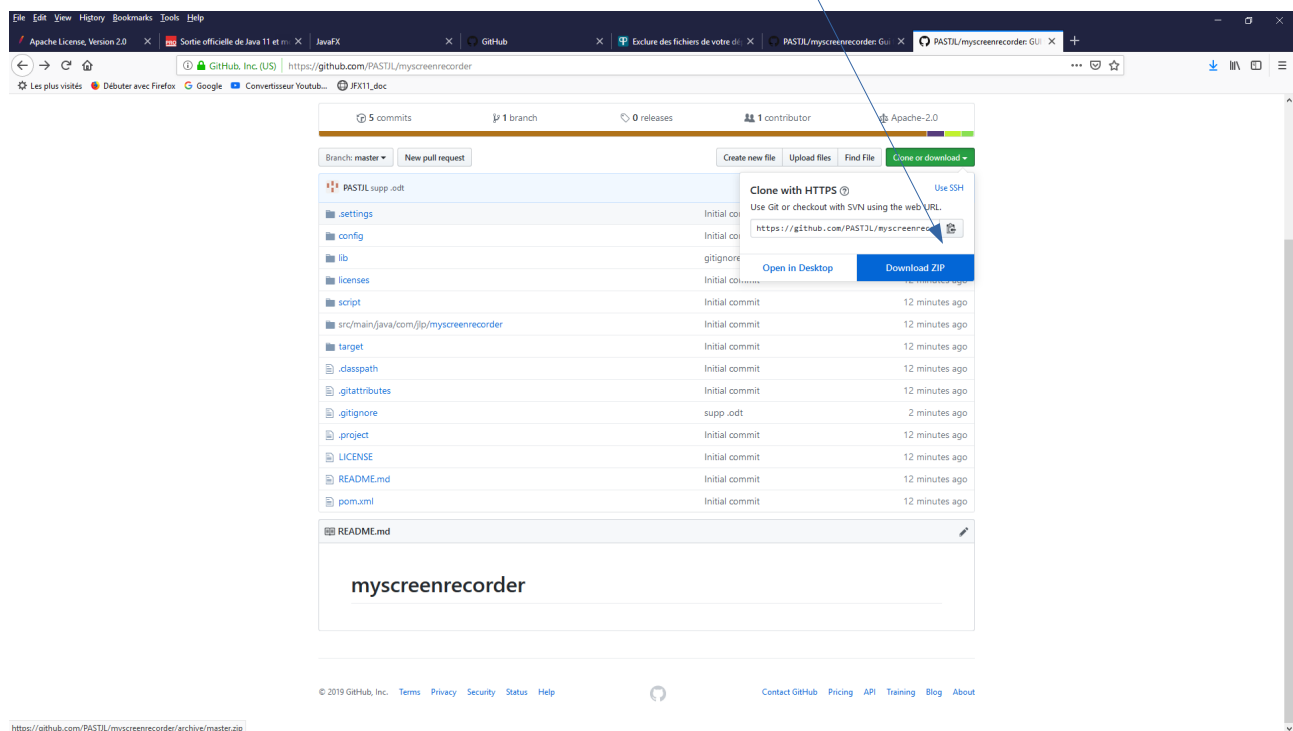 File Edit View History Bookmarks Tools Help
Apache License, Version 2.0
Sortie officielle de Java 11 et m
JavaFX
GitHub
Exclure des fichiers de votre dé
PASTJL/myscreenrecorder: Gui
PASTJL/myscreenrecorder: GUI
GitHub, Inc. (US) https://github.com/PASTJL/myscreenrecorder
Les plus visités Débuter avec Firefox Google Convertisseur Youtub... JFX11_doc
5 commits 1 branch 0 releases 1 contributor Apache-2.0
Branch: master New pull request Create new file Upload files Find File Clone or download
PASTJL supp .odt
Clone with HTTPS Use SSH
Use Git or checkout with SVN using the web URL.
https://github.com/PASTJL/myscreenrec
Open in Desktop Download ZIP
.settings Initial co
config Initial co
lib gitignore
licenses Initial commit 12 minutes ago
script Initial commit 12 minutes ago
src/main/java/com/jlp/myscreenrecorder Initial commit 12 minutes ago
target Initial commit 12 minutes ago
.classpath Initial commit 12 minutes ago
.gitattributes Initial commit 12 minutes ago
.gitignore supp .odt 2 minutes ago
.project Initial commit 12 minutes ago
LICENSE Initial commit 12 minutes ago
README.md Initial commit 12 minutes ago
pom.xml Initial commit 12 minutes ago
README.md
myscreenrecorder
© 2019 GitHub, Inc. Terms Privacy Security Status Help Contact GitHub Pricing API Training Blog About
https://github.com/PASTJL/myscreenrecorder/archive/master.zip